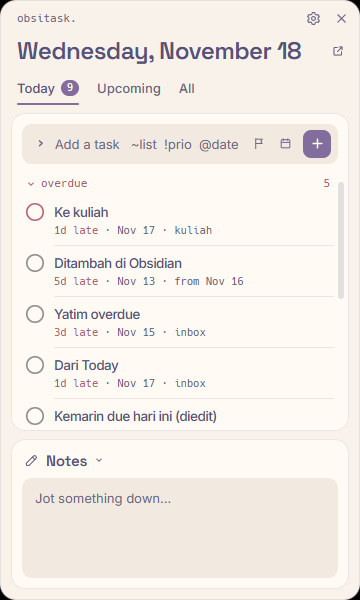 obsitask.
Wednesday, November 18
Today 9 Upcoming All
Add a task ~list !prio @date
overdue 5
Ke kuliah
1d late · Nov 17 · kuliah
Ditambah di Obsidian
5d late · Nov 13 · from Nov 16
Yatim overdue
3d late · Nov 15 · inbox
Dari Today
1d late · Nov 17 · inbox
Kemarin due hari ini (diedit)
Notes
Jot something down...